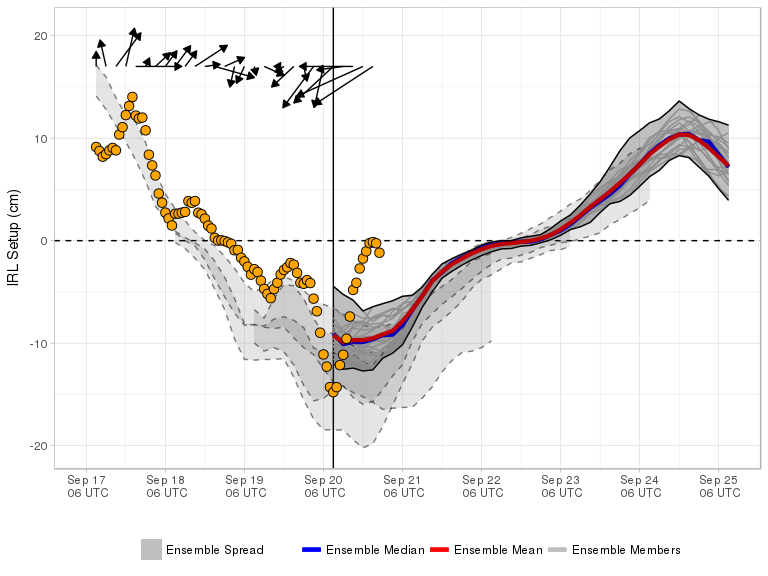 IRL Setup (cm)
20
10
0
-10
-20
Sep 17 Sep 18 Sep 19 Sep 20 Sep 21 Sep 22 Sep 23 Sep 24 Sep 25
06 UTC 06 UTC 06 UTC 06 UTC 06 UTC 06 UTC 06 UTC 06 UTC 06 UTC
Ensemble Spread Ensemble Median Ensemble Mean Ensemble Members